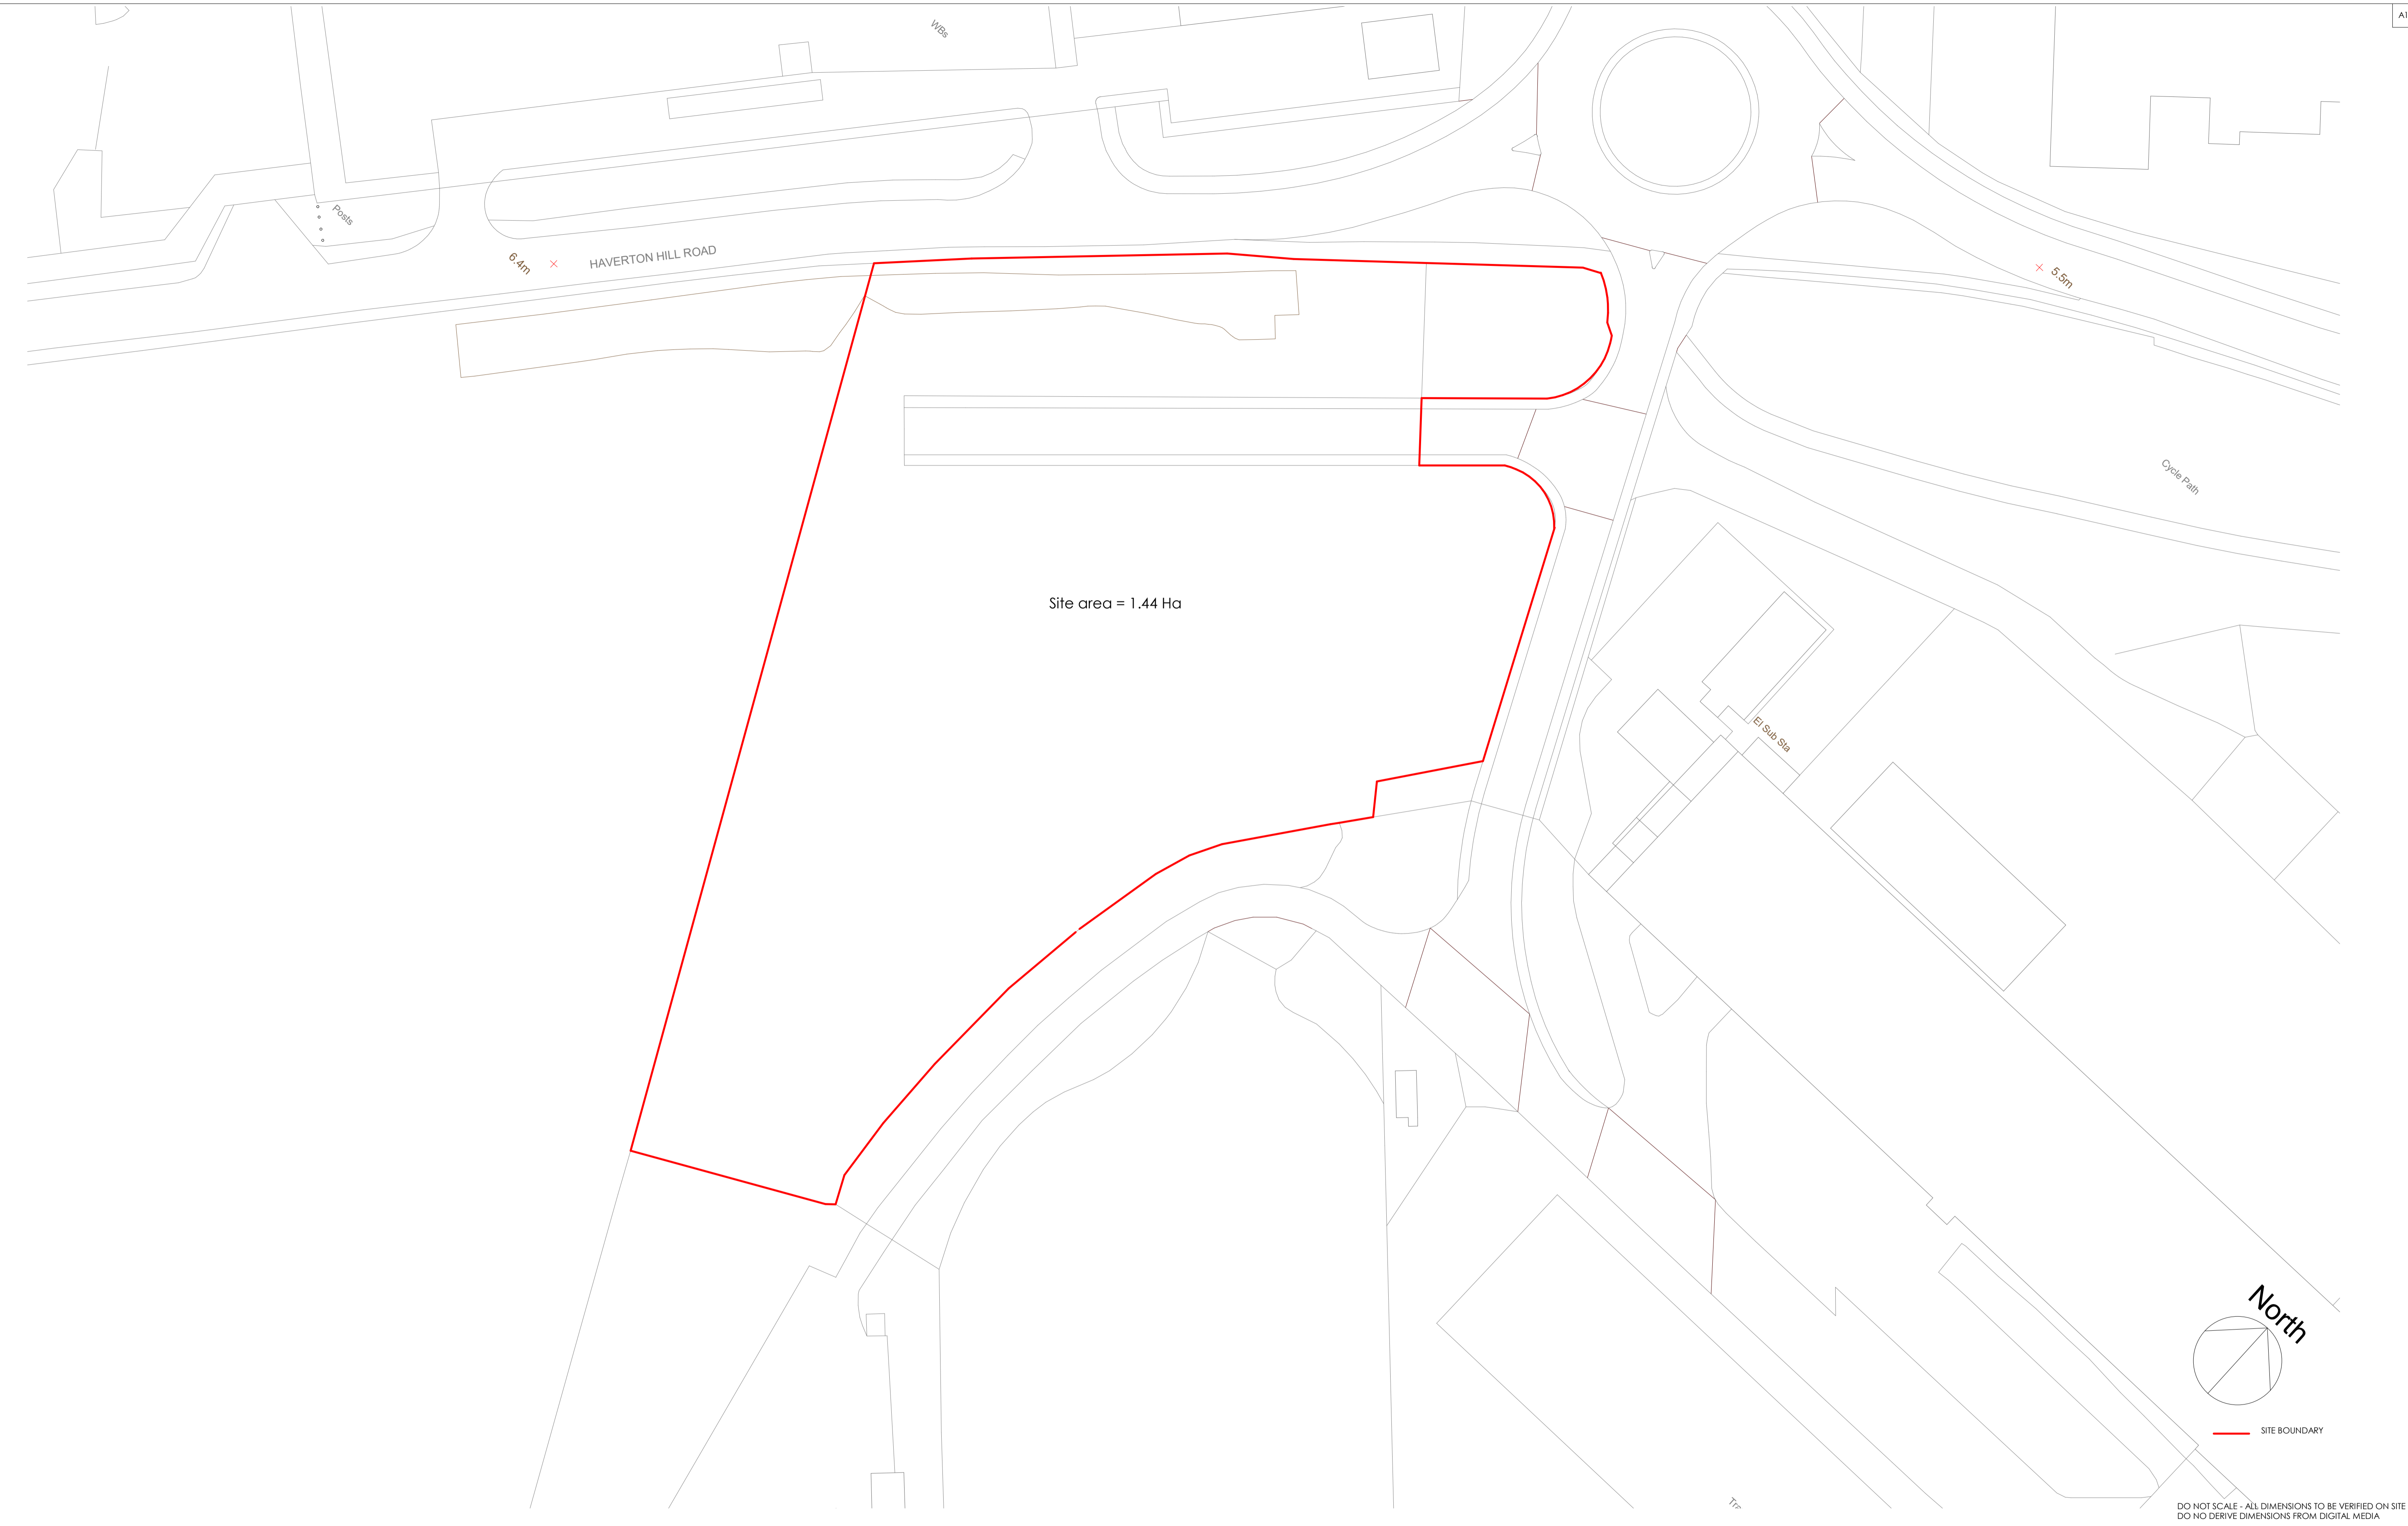 A1
WBs
Posts
6.4m
HAVERTON HILL ROAD
5.5m
Cycle Path
Site area = 1.44 Ha
El Sub Sta
North
SITE BOUNDARY
DO NOT SCALE - ALL DIMENSIONS TO BE VERIFIED ON SITE
DO NO DERIVE DIMENSIONS FROM DIGITAL MEDIA